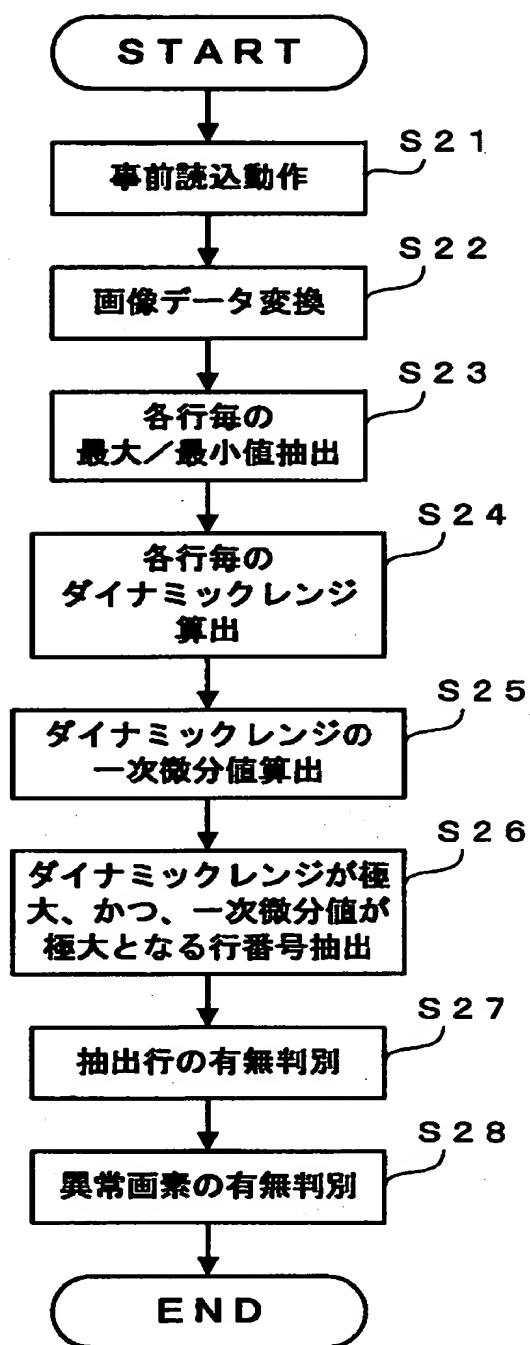 START
S21
事前読込動作
S22
画像データ変換
S23
各行毎の
最大／最小値抽出
S24
各行毎の
ダイナミックレンジ
算出
S25
ダイナミックレンジの
一次微分値算出
S26
ダイナミックレンジが極
大、かつ、一次微分値が
極大となる行番号抽出
S27
抽出行の有無判別
S28
異常画素の有無判別
END